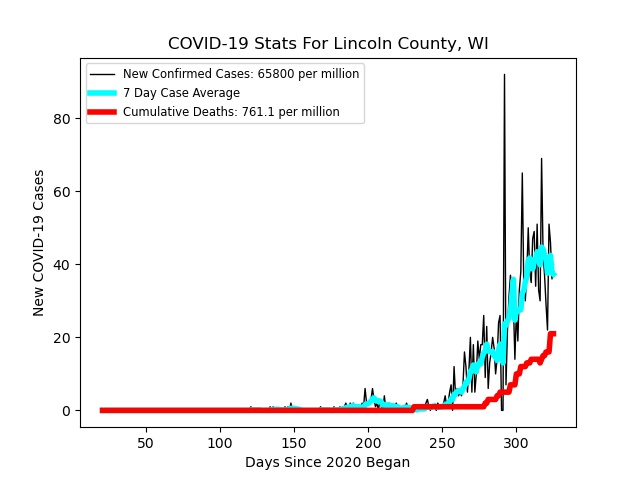 COVID-19 Stats For Lincoln County, WI
New Confirmed Cases: 65800 per million
7 Day Case Average
Cumulative Deaths: 761.1 per million
New COVID-19 Cases
80
60
40
20
0
50 100 150 200 250 300
Days Since 2020 Began